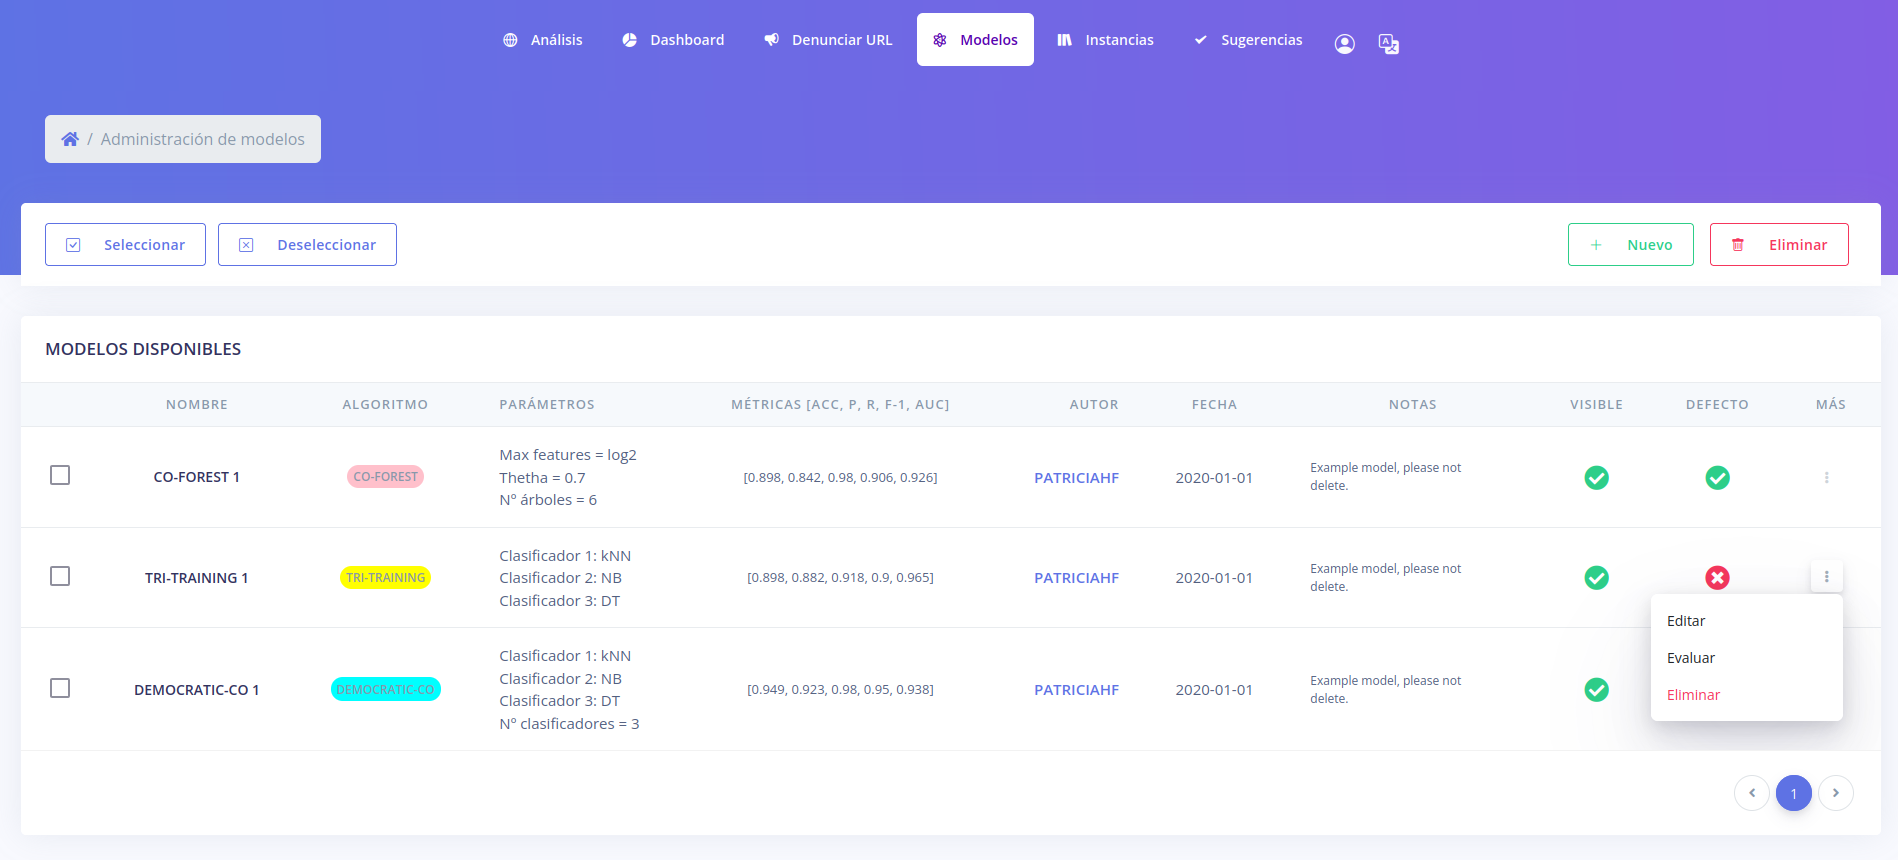 Análisis Dashboard Denunciar URL Modelos Instancias Sugerencias
/ Administración de modelos
Seleccionar Deseleccionar Nuevo Eliminar
MODELOS DISPONIBLES
NOMBRE ALGORITMO PARÁMETROS MÉTRICAS [ACC, P, R, F-1, AUC] AUTOR FECHA NOTAS VISIBLE DEFECTO MÁS
CO-FOREST 1
CO-FOREST
Max features = log2
Thetha = 0.7
Nº árboles = 6
[0.898, 0.842, 0.98, 0.906, 0.926]
PATRICIAHF
2020-01-01
Example model, please not
delete.
TRI-TRAINING 1
TRI-TRAINING
Clasificador 1: kNN
Clasificador 2: NB
Clasificador 3: DT
[0.898, 0.882, 0.918, 0.9, 0.965]
PATRICIAHF
2020-01-01
Example model, please not
delete.
Editar
Evaluar
Eliminar
DEMOCRATIC-CO 1
DEMOCRATIC-CO
Clasificador 1: kNN
Clasificador 2: NB
Clasificador 3: DT
Nº clasificadores = 3
[0.949, 0.923, 0.98, 0.95, 0.938]
PATRICIAHF
2020-01-01
Example model, please not
delete.
1